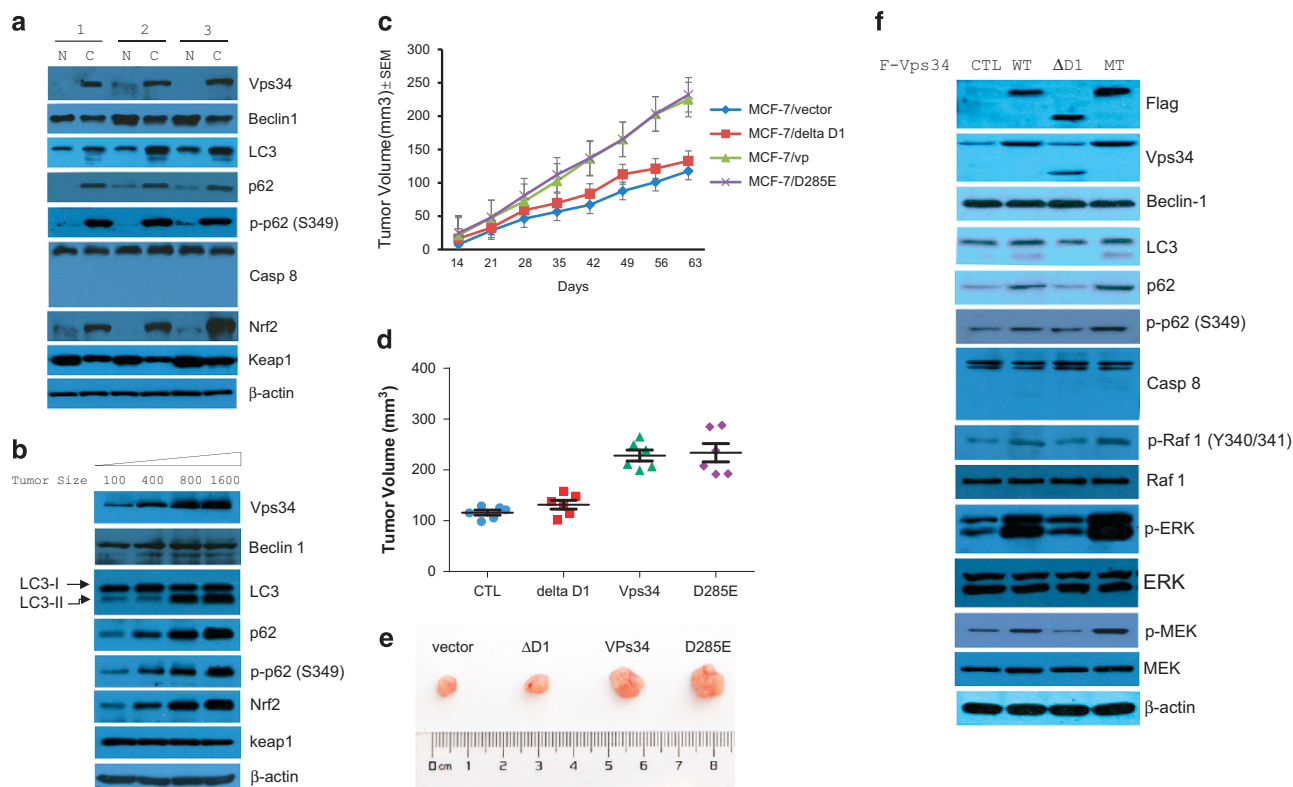 a
1 2 3
N C N C N C
Vps34
Beclin1
LC3
p62
p-p62 (S349)
Casp 8
Nrf2
Keap1
β-actin
b
Tumor Size 100 400 800 1600
Vps34
Beclin 1
LC3-I
LC3-II
LC3
p62
p-p62 (S349)
Nrf2
keap1
β-actin
c
Tumor Volume(mm3) ± SEM
300
250
200
150
100
50
0
14 21 28 35 42 49 56 63
Days
MCF-7/vector
MCF-7/delta D1
MCF-7/vp
MCF-7/D285E
d
Tumor Volume (mm³)
400
300
200
100
0
CTL delta D1 Vps34 D285E
e
vector ΔD1 VPs34 D285E
0 cm 1 2 3 4 5 6 7 8
f
F-Vps34 CTL WT ΔD1 MT
Flag
Vps34
Beclin-1
LC3
p62
p-p62 (S349)
Casp 8
p-Raf 1 (Y340/341)
Raf 1
p-ERK
ERK
p-MEK
MEK
β-actin